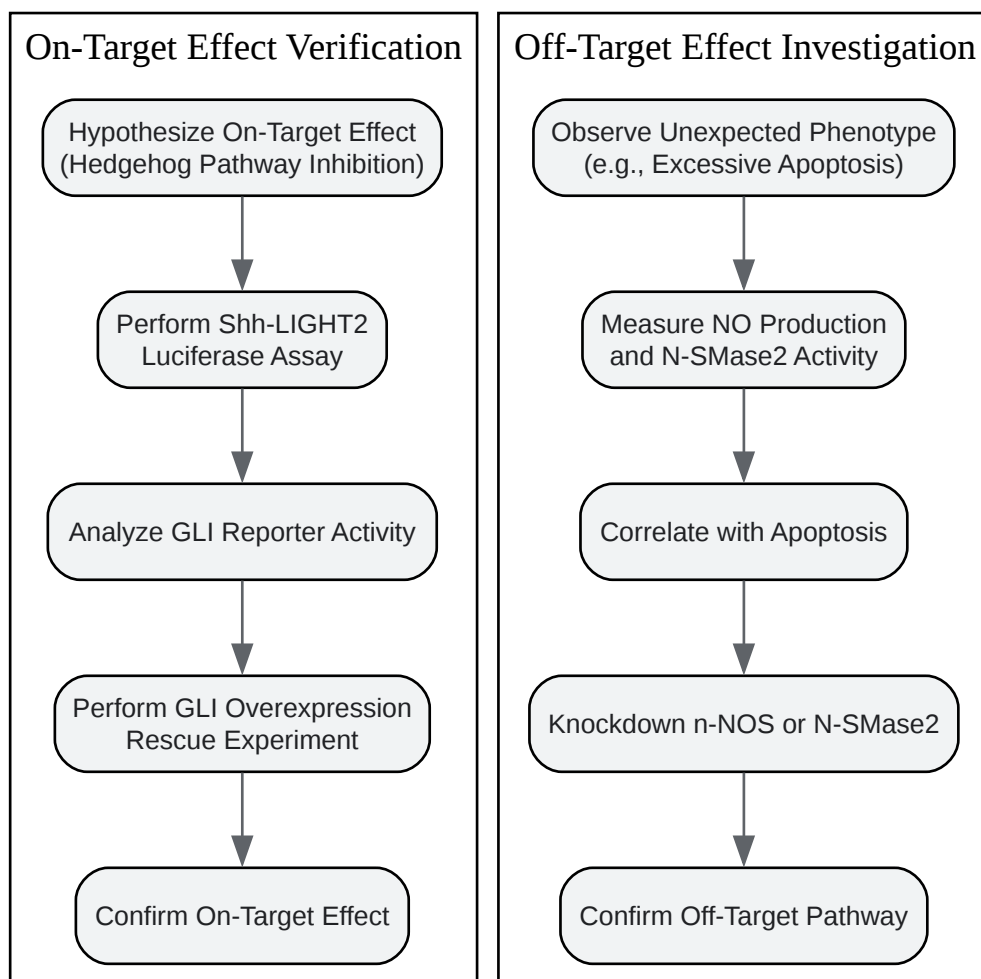 On-Target Effect Verification
Hypothesize On-Target Effect
(Hedgehog Pathway Inhibition)
Perform Shh-LIGHT2
Luciferase Assay
Analyze GLI Reporter Activity
Perform GLI Overexpression
Rescue Experiment
Confirm On-Target Effect
Off-Target Effect Investigation
Observe Unexpected Phenotype
(e.g., Excessive Apoptosis)
Measure NO Production
and N-SMase2 Activity
Correlate with Apoptosis
Knockdown n-NOS or N-SMase2
Confirm Off-Target Pathway